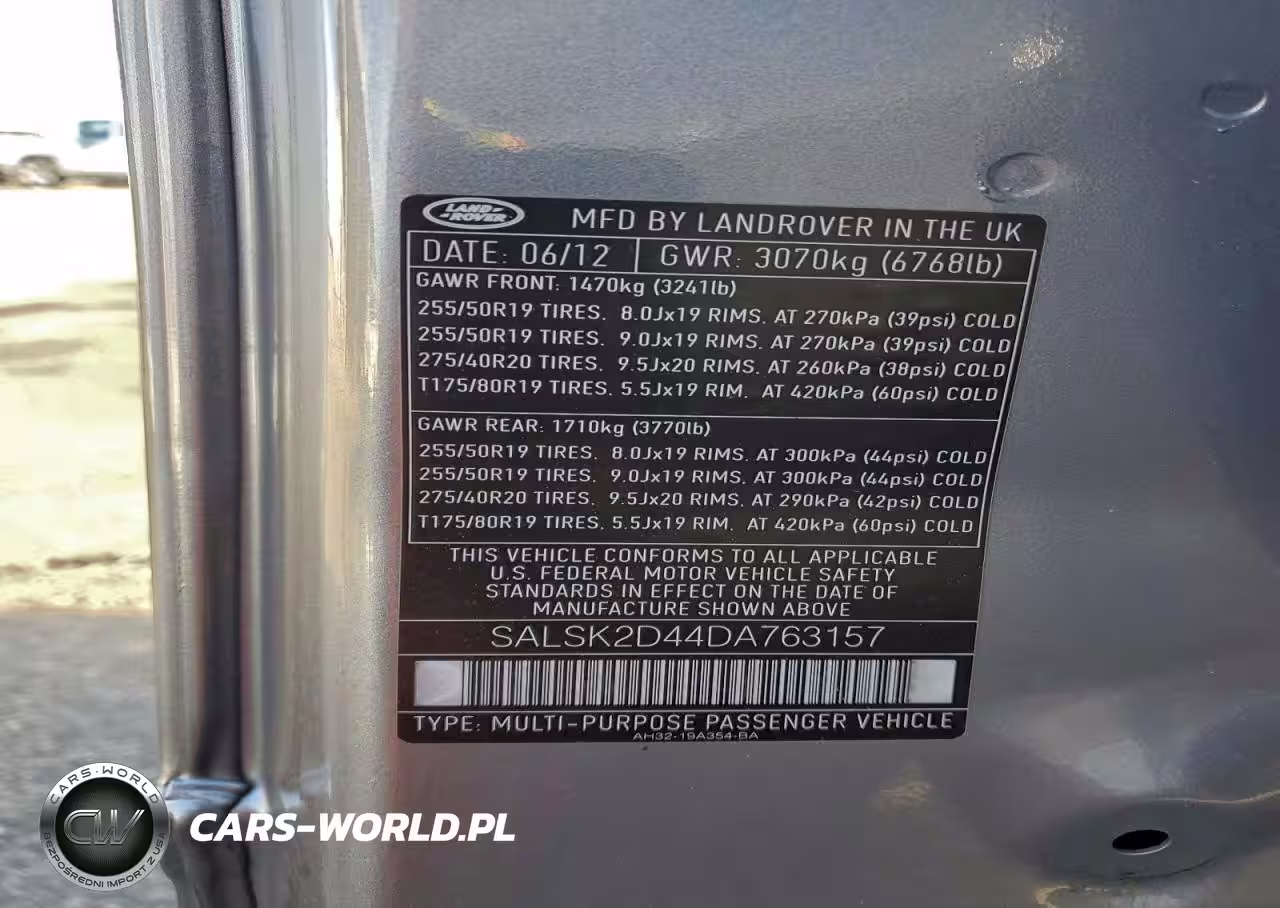 LAND ROVER
MFD BY LANDROVER IN THE UK
DATE: 06/12 GWR: 3070kg (6768lb)
GAWR FRONT: 1470kg (3241lb)
255/50R19 TIRES. 8.0Jx19 RIMS. AT 270kPa (39psi) COLD
255/50R19 TIRES. 9.0Jx19 RIMS. AT 270kPa (39psi) COLD
275/40R20 TIRES. 9.5Jx20 RIMS. AT 260kPa (38psi) COLD
T175/80R19 TIRES. 5.5Jx19 RIM. AT 420kPa (60psi) COLD
GAWR REAR: 1710kg (3770lb)
255/50R19 TIRES. 8.0Jx19 RIMS. AT 300kPa (44psi) COLD
255/50R19 TIRES. 9.0Jx19 RIMS. AT 300kPa (44psi) COLD
275/40R20 TIRES. 9.5Jx20 RIMS. AT 290kPa (42psi) COLD
T175/80R19 TIRES. 5.5Jx19 RIM. AT 420kPa (60psi) COLD
THIS VEHICLE CONFORMS TO ALL APPLICABLE
U.S. FEDERAL MOTOR VEHICLE SAFETY
STANDARDS IN EFFECT ON THE DATE OF
MANUFACTURE SHOWN ABOVE
SALSK2D44DA763157
TYPE: MULTI-PURPOSE PASSENGER VEHICLE
AH32-19A354-BA
CARS-WORLD
CW
BEZPOŚREDNI IMPORT Z USA
CARS-WORLD.PL